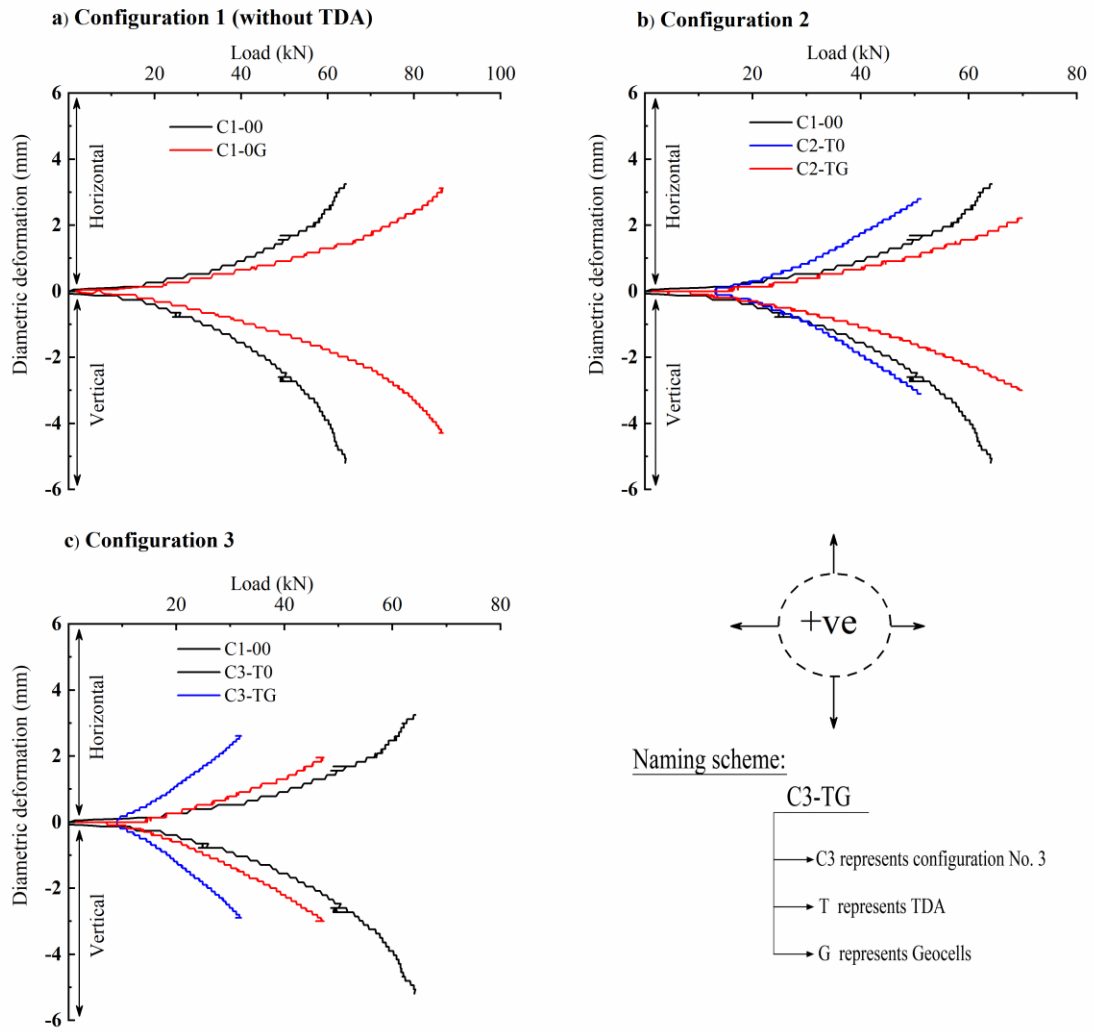 a) Configuration 1 (without TDA)
Load (kN)
20 40 60 80 100
6
4
2
0
-2
-4
-6
Diametric deformation (mm)
Horizontal
Vertical
C1-00
C1-0G
b) Configuration 2
Load (kN)
20 40 60 80
6
4
2
0
-2
-4
-6
Diametric deformation (mm)
Horizontal
Vertical
C1-00
C2-T0
C2-TG
c) Configuration 3
Load (kN)
20 40 60 80
6
4
2
0
-2
-4
-6
Diametric deformation (mm)
Horizontal
Vertical
C1-00
C3-T0
C3-TG
+ve
Naming scheme:
C3-TG
C3 represents configuration No. 3
T represents TDA
G represents Geocells